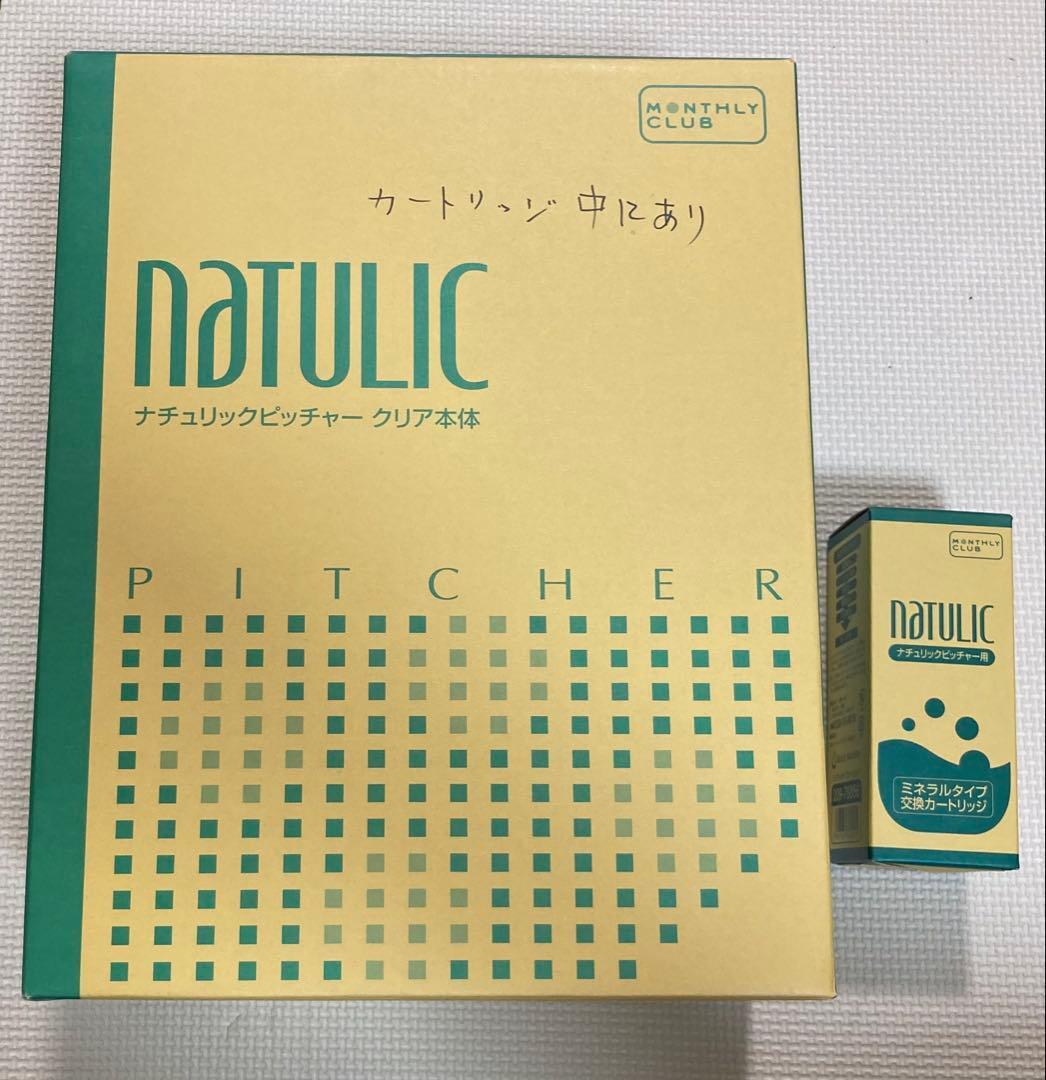 MONTHLY
CLUB
カートリッジ 中にあり
NATULIC
ナチュリックピッチャー クリア本体
PITCHER
MONTHLY
CLUB
NATULIC
ナチュリックピッチャー用
ミネラルタイプ
交換カートリッジ